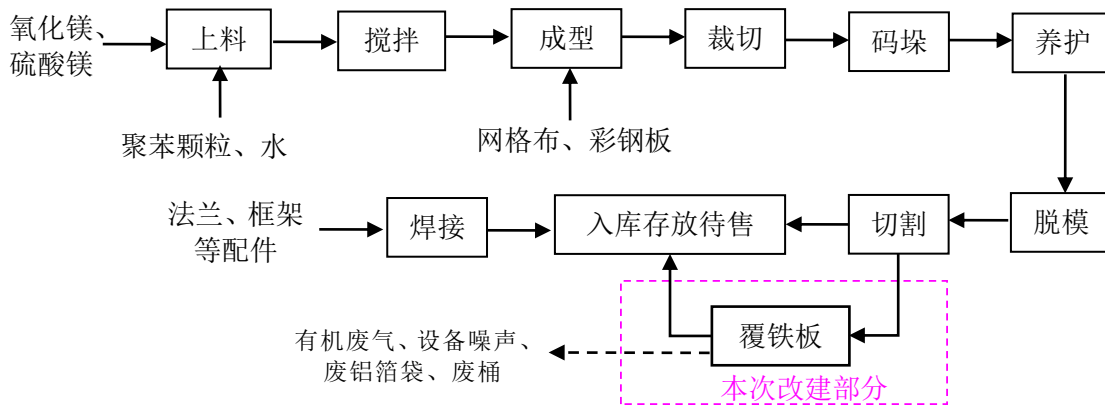 氧化镁、
硫酸镁
上料
搅拌
成型
裁切
码垛
养护
聚苯颗粒、水
网格布、彩钢板
法兰、框架
等配件
焊接
入库存放待售
切割
脱模
覆铁板
有机废气、设备噪声、
废铝箔袋、废桶
本次改建部分